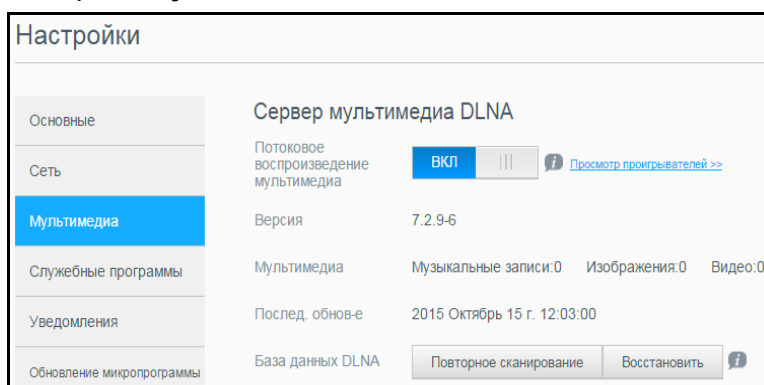 Настройки
Основные
Сеть
Мультимедиа
Служебные программы
Уведомления
Обновление микропрограммы
Сервер мультимедиа DLNA
Потоковое
воспроизведение
мультимедиа
ВКЛ
Просмотр проигрывателей >>
Версия
7.2.9-6
Мультимедиа
Музыкальные записи:0 Изображения:0 Видео:0
Послед. обнов-е
2015 Октябрь 15 г. 12:03:00
База данных DLNA
Повторное сканирование
Восстановить